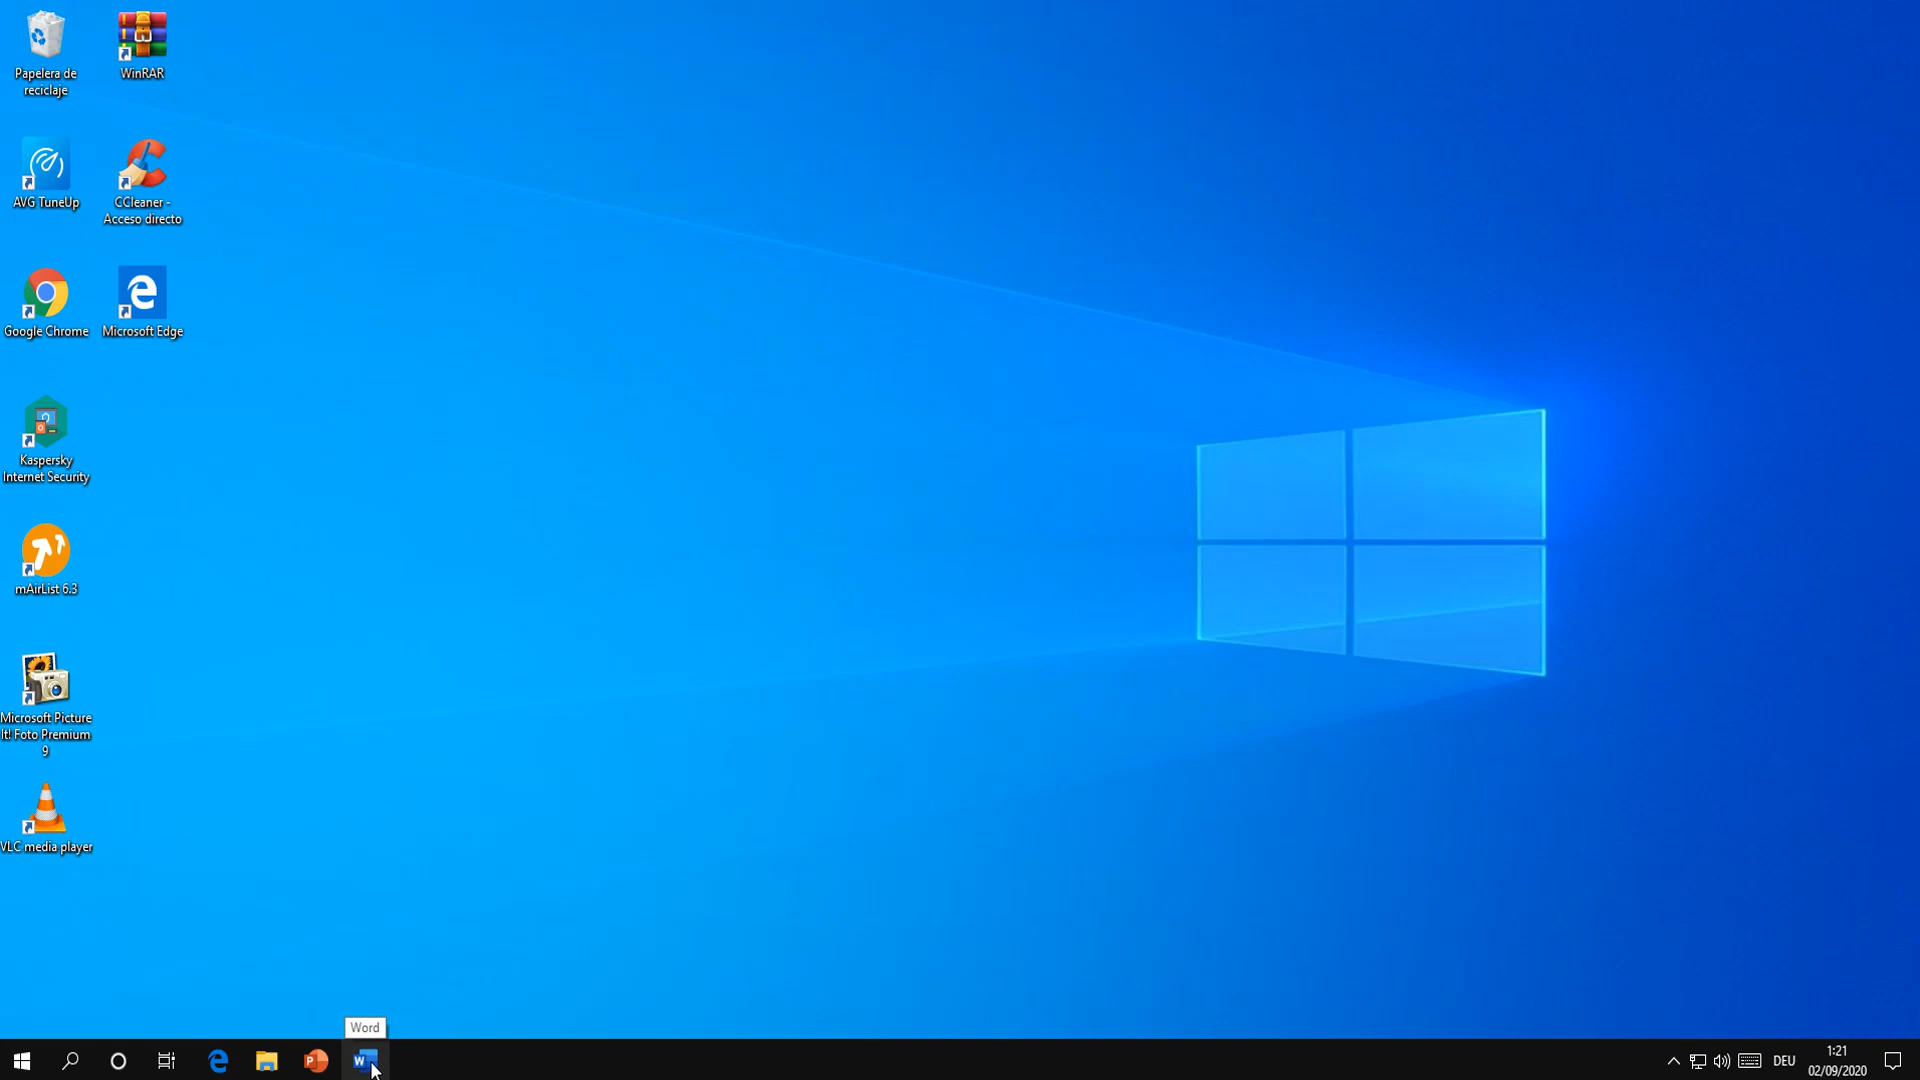 Papelera de
reciclaje
WinRAR
AVG TuneUp
CCleaner -
Acceso directo
Google Chrome
Microsoft Edge
Kaspersky
Internet Security
mAirList 6.3
Microsoft Picture
It! Foto Premium
9
VLC media player
Word
DEU
1:21
02/09/2020